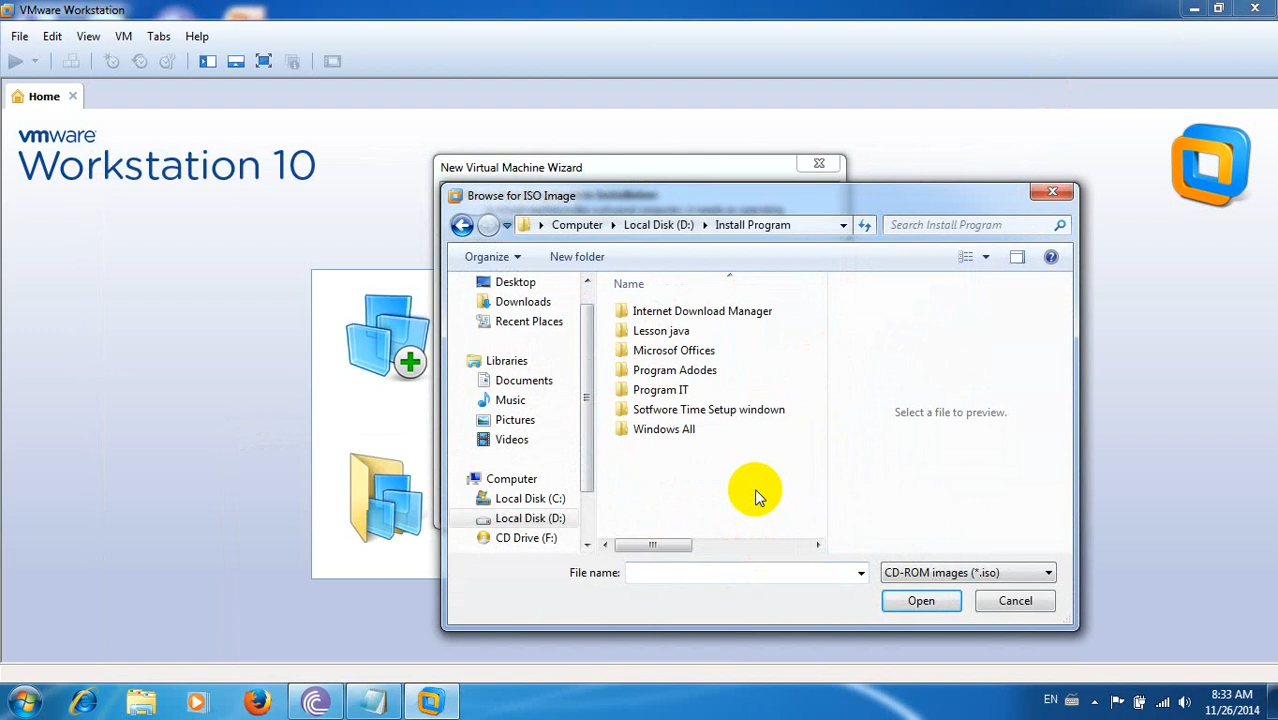 VMware Workstation
File Edit View VM Tabs Help
Home
vmware
Workstation 10
New Virtual Machine Wizard
Browse for ISO Image
Computer Local Disk (D:) Install Program
Search Install Program
Organize New folder
Desktop
Downloads
Recent Places
Libraries
Documents
Music
Pictures
Videos
Computer
Local Disk (C:)
Local Disk (D:)
CD Drive (F:)
Name
Internet Download Manager
Lesson java
Microsof Offices
Program Adodes
Program IT
Sotfwore Time Setup windown
Windows All
Select a file to preview.
File name:
CD-ROM images (*.iso)
Open Cancel
EN
8:33 AM
11/26/2014